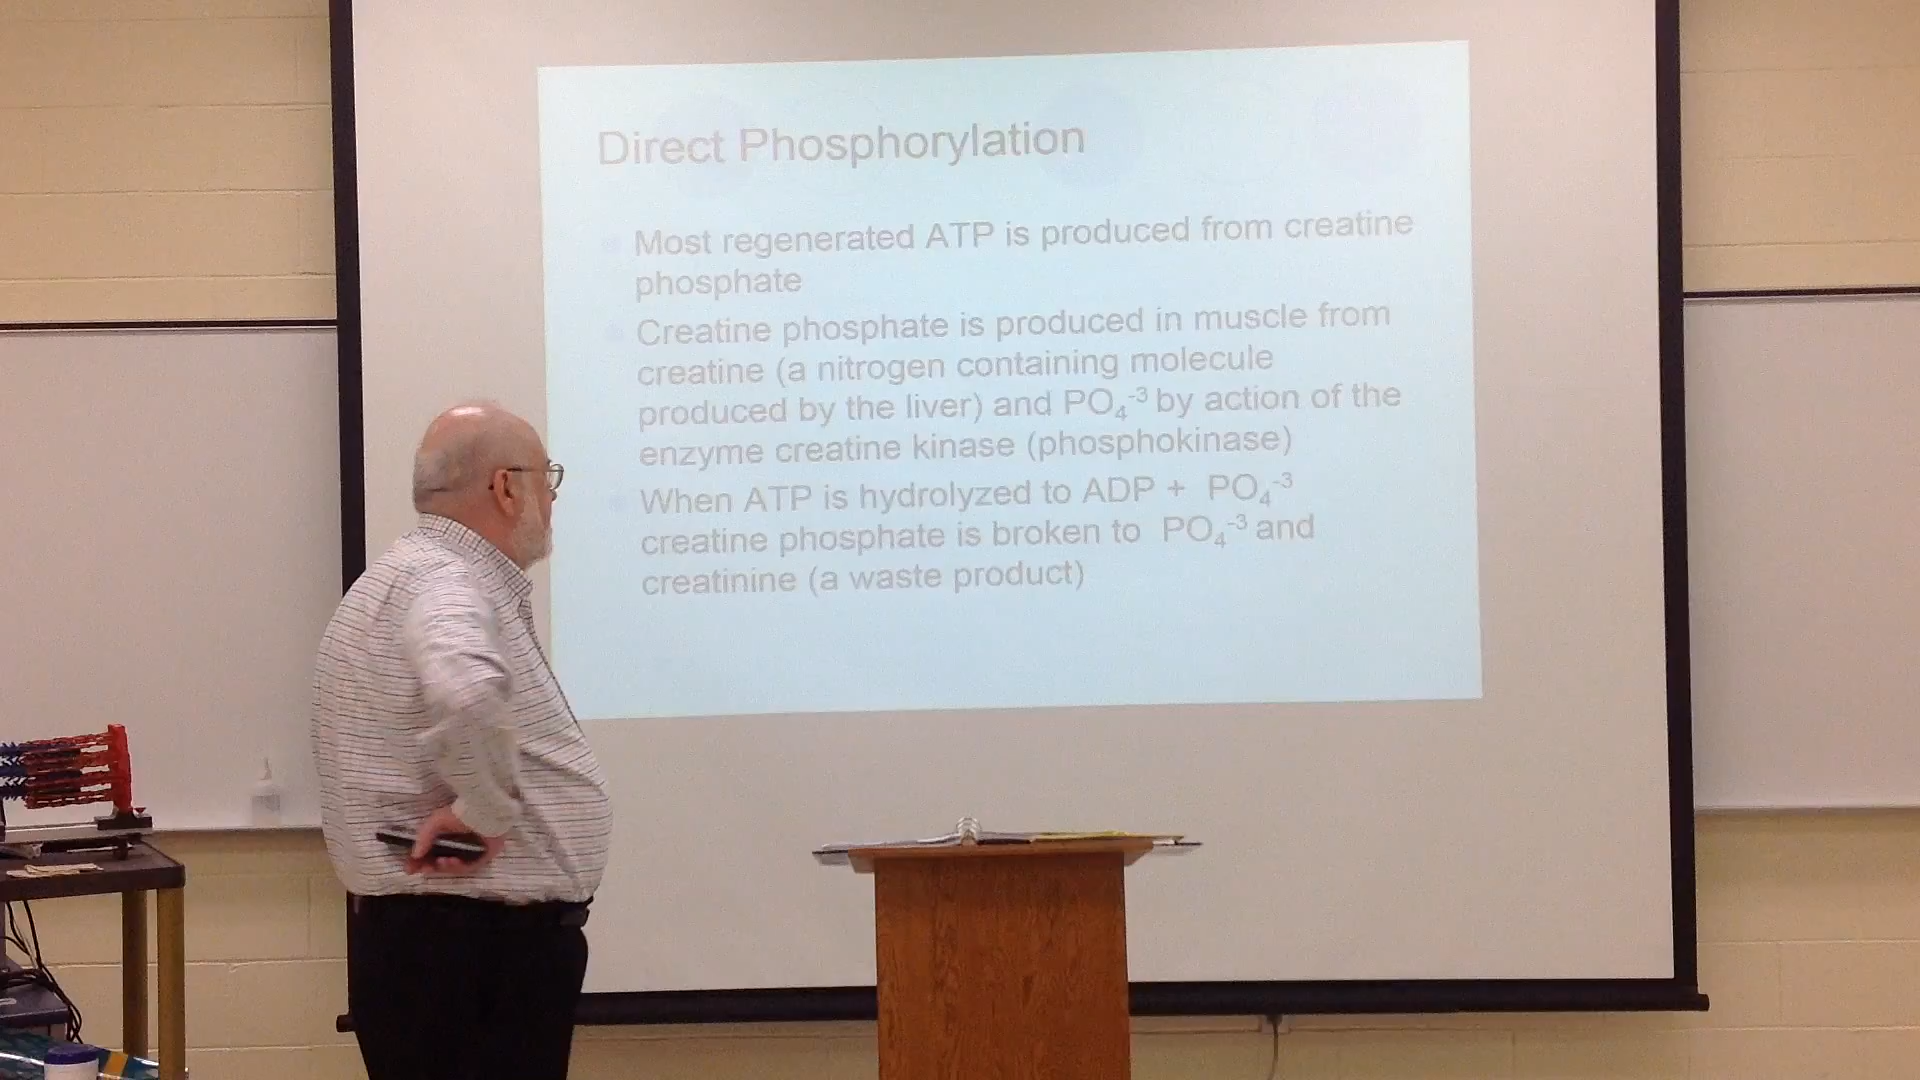 Direct Phosphorylation
Most regenerated ATP is produced from creatine
phosphate
Creatine phosphate is produced in muscle from
creatine (a nitrogen containing molecule
produced by the liver) and PO₄⁻³ by action of the
enzyme creatine kinase (phosphokinase)
When ATP is hydrolyzed to ADP + PO₄⁻³
creatine phosphate is broken to PO₄⁻³ and
creatinine (a waste product)